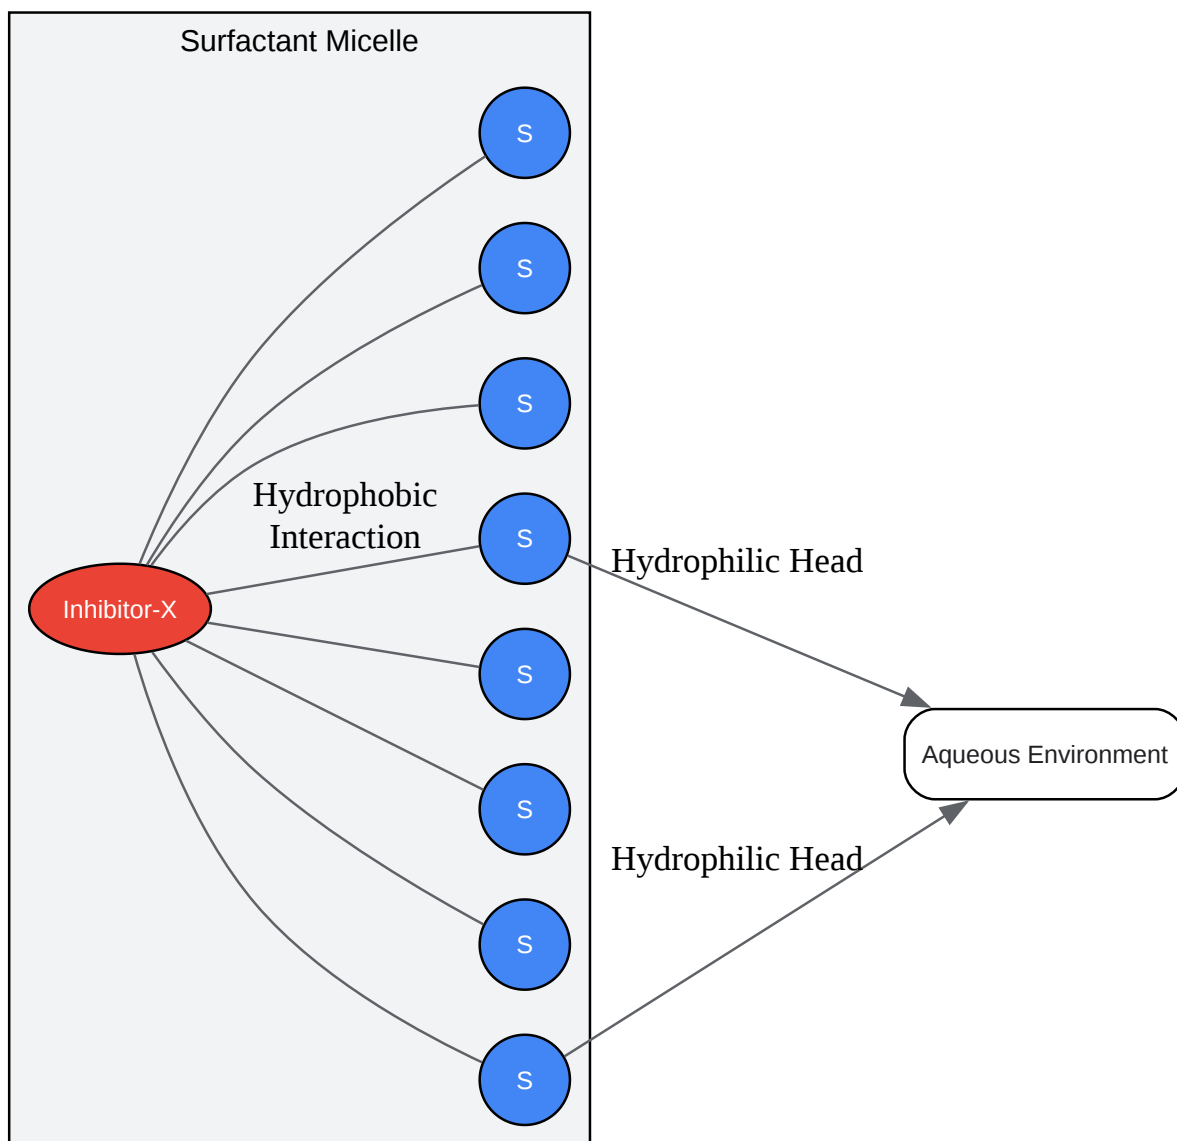 Surfactant Micelle
S
S
S
Hydrophobic
Interaction
S
Hydrophilic Head
Inhibitor-X
S
Aqueous Environment
S
Hydrophilic Head
S
S